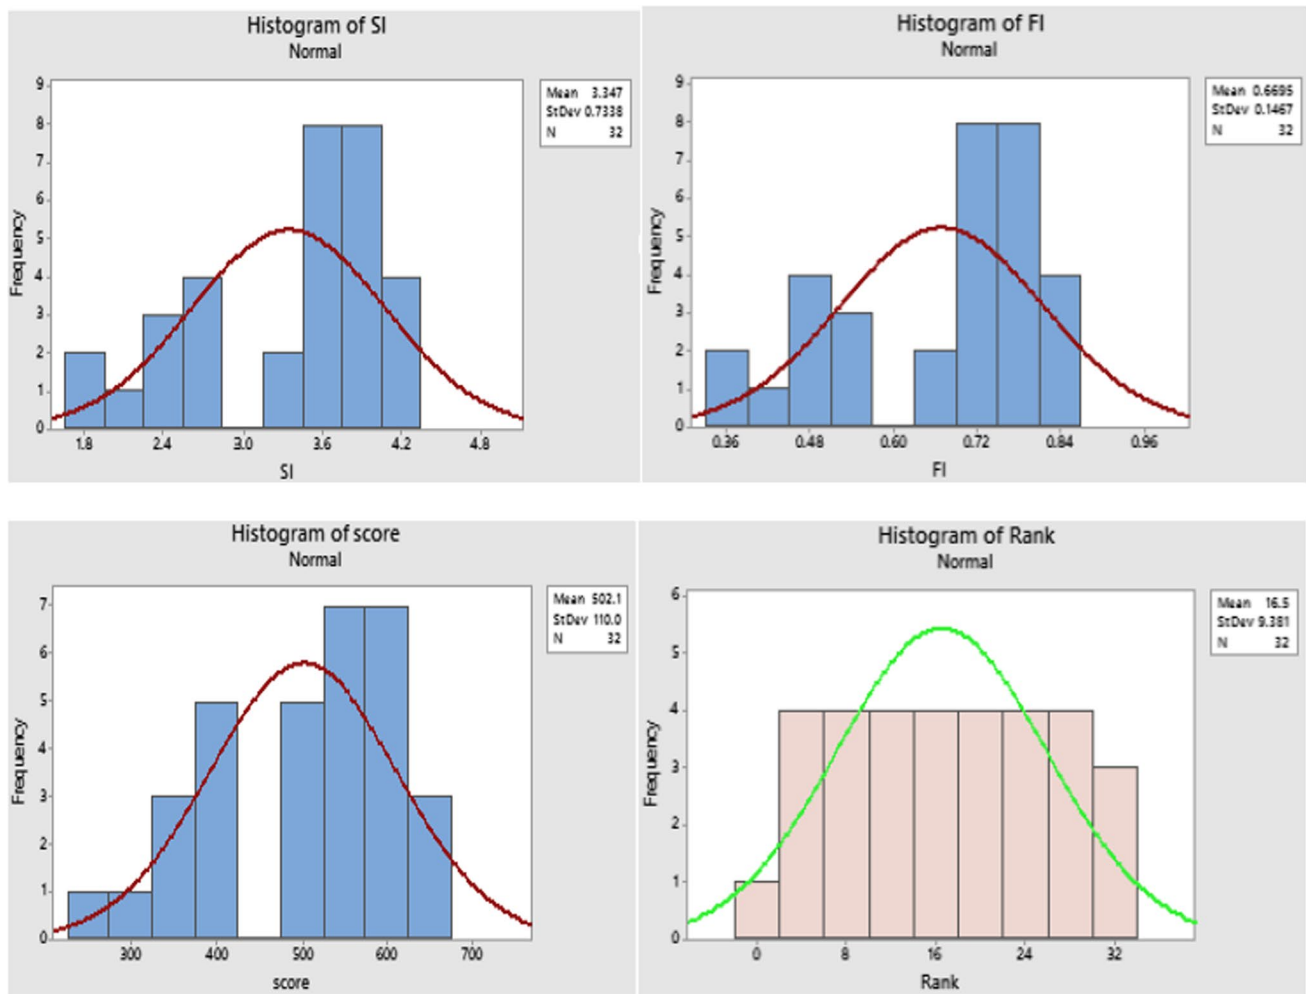 Histogram of SI
Normal
Mean 3.347
StDev 0.7338
N 32
9
8
7
6
5
4
3
2
1
0
Frequency
1.8 2.4 3.0 3.6 4.2 4.8
SI
Histogram of FI
Normal
Mean 0.6695
StDev 0.1467
N 32
9
8
7
6
5
4
3
2
1
0
Frequency
0.36 0.48 0.60 0.72 0.84 0.96
FI
Histogram of score
Normal
Mean 502.1
StDev 110.0
N 32
7
6
5
4
3
2
1
0
Frequency
300 400 500 600 700
score
Histogram of Rank
Normal
Mean 16.5
StDev 9.381
N 32
6
5
4
3
2
1
0
Frequency
0 8 16 24 32
Rank